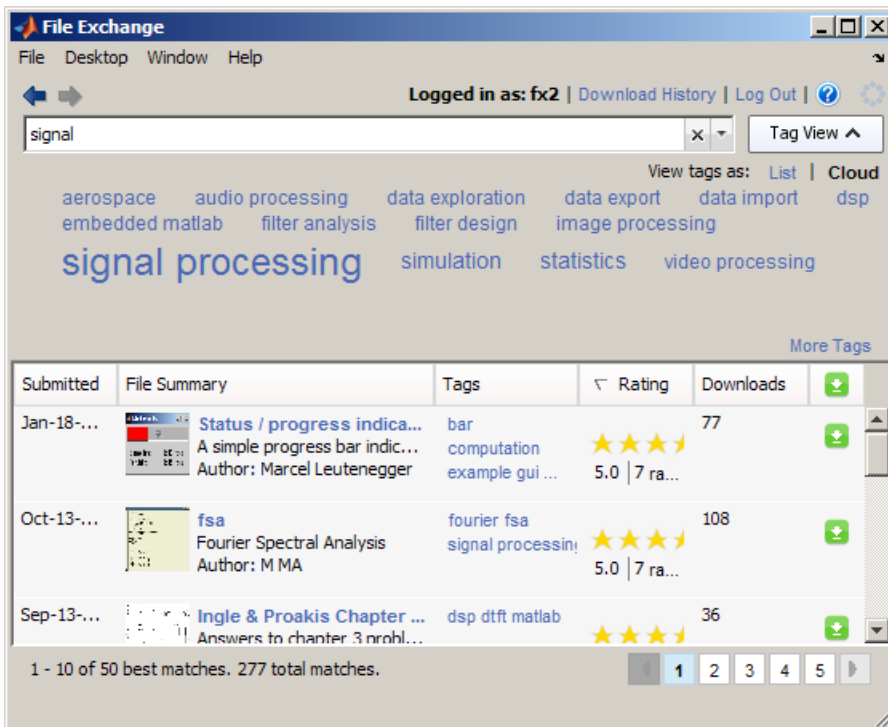 File Exchange
File Desktop Window Help
Logged in as: fx2 | Download History | Log Out |
signal
Tag View
View tags as: List | Cloud
aerospace audio processing data exploration data export data import dsp
embedded matlab filter analysis filter design image processing
signal processing simulation statistics video processing
More Tags
Submitted File Summary Tags Rating Downloads
Jan-18-... Status / progress indica... bar 77
A simple progress bar indic... computation
Author: Marcel Leutenegger example gui ... 5.0 | 7 ra...
Oct-13-... fsa fourier fsa 108
Fourier Spectral Analysis signal processing
Author: M MA 5.0 | 7 ra...
Sep-13-... Ingle & Proakis Chapter ... dsp dtft matlab 36
Answers to chapter 3 probl...
1 - 10 of 50 best matches. 277 total matches. 1 2 3 4 5